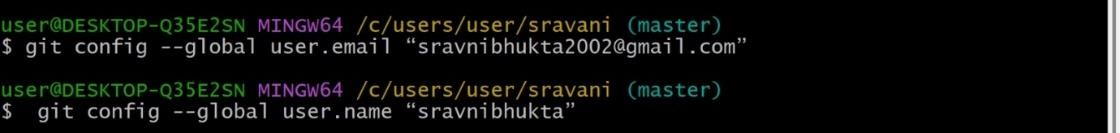 user@DESKTOP-Q35E2SN MINGW64 /c/users/user/sravani (master)
$ git config --global user.email “sravnibhukta2002@gmail.com”
user@DESKTOP-Q35E2SN MINGW64 /c/users/user/sravani (master)
$  git config --global user.name “sravnibhukta”